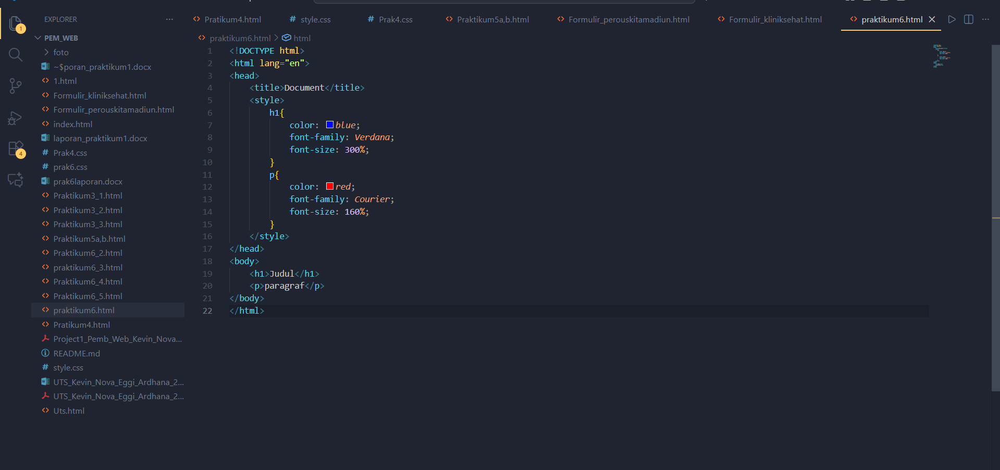 EXPLORER
Pratikum4.html
style.css
Prak4.css
Praktikum5a,b.html
Formulir_perouskitamadiun.html
Formulir_kliniksehat.html
praktikum6.html
1
4
PEM_WEB
foto
~$poran_praktikum1.docx
1.html
Formulir_kliniksehat.html
Formulir_perouskitamadiun.html
index.html
laporan_praktikum1.docx
Prak4.css
prak6.css
prak6laporan.docx
Praktikum3_1.html
Praktikum3_2.html
Praktikum3_3.html
Praktikum5a,b.html
Praktikum6_2.html
praktikum6_3.html
Praktikum6_4.html
Praktikum6_5.html
praktikum6.html
Pratikum4.html
Project1_Pemb_Web_Kevin_Nova...
README.md
style.css
UTS_Kevin_Nova_Eggi_Ardhana_2...
UTS_Kevin_Nova_Eggi_Ardhana_2...
Uts.html
praktikum6.html > html
1 <!DOCTYPE html>
2 <html lang="en">
3 <head>
4 <title>Document</title>
5 <style>
6 h1{
7 color: blue;
8 font-family: Verdana;
9 font-size: 300%;
10 }
11 p{
12 color: red;
13 font-family: Courier;
14 font-size: 160%;
15 }
16 </style>
17 </head>
18 <body>
19 <h1>Judul</h1>
20 <p>paragraf</p>
21 </body>
22 </html>